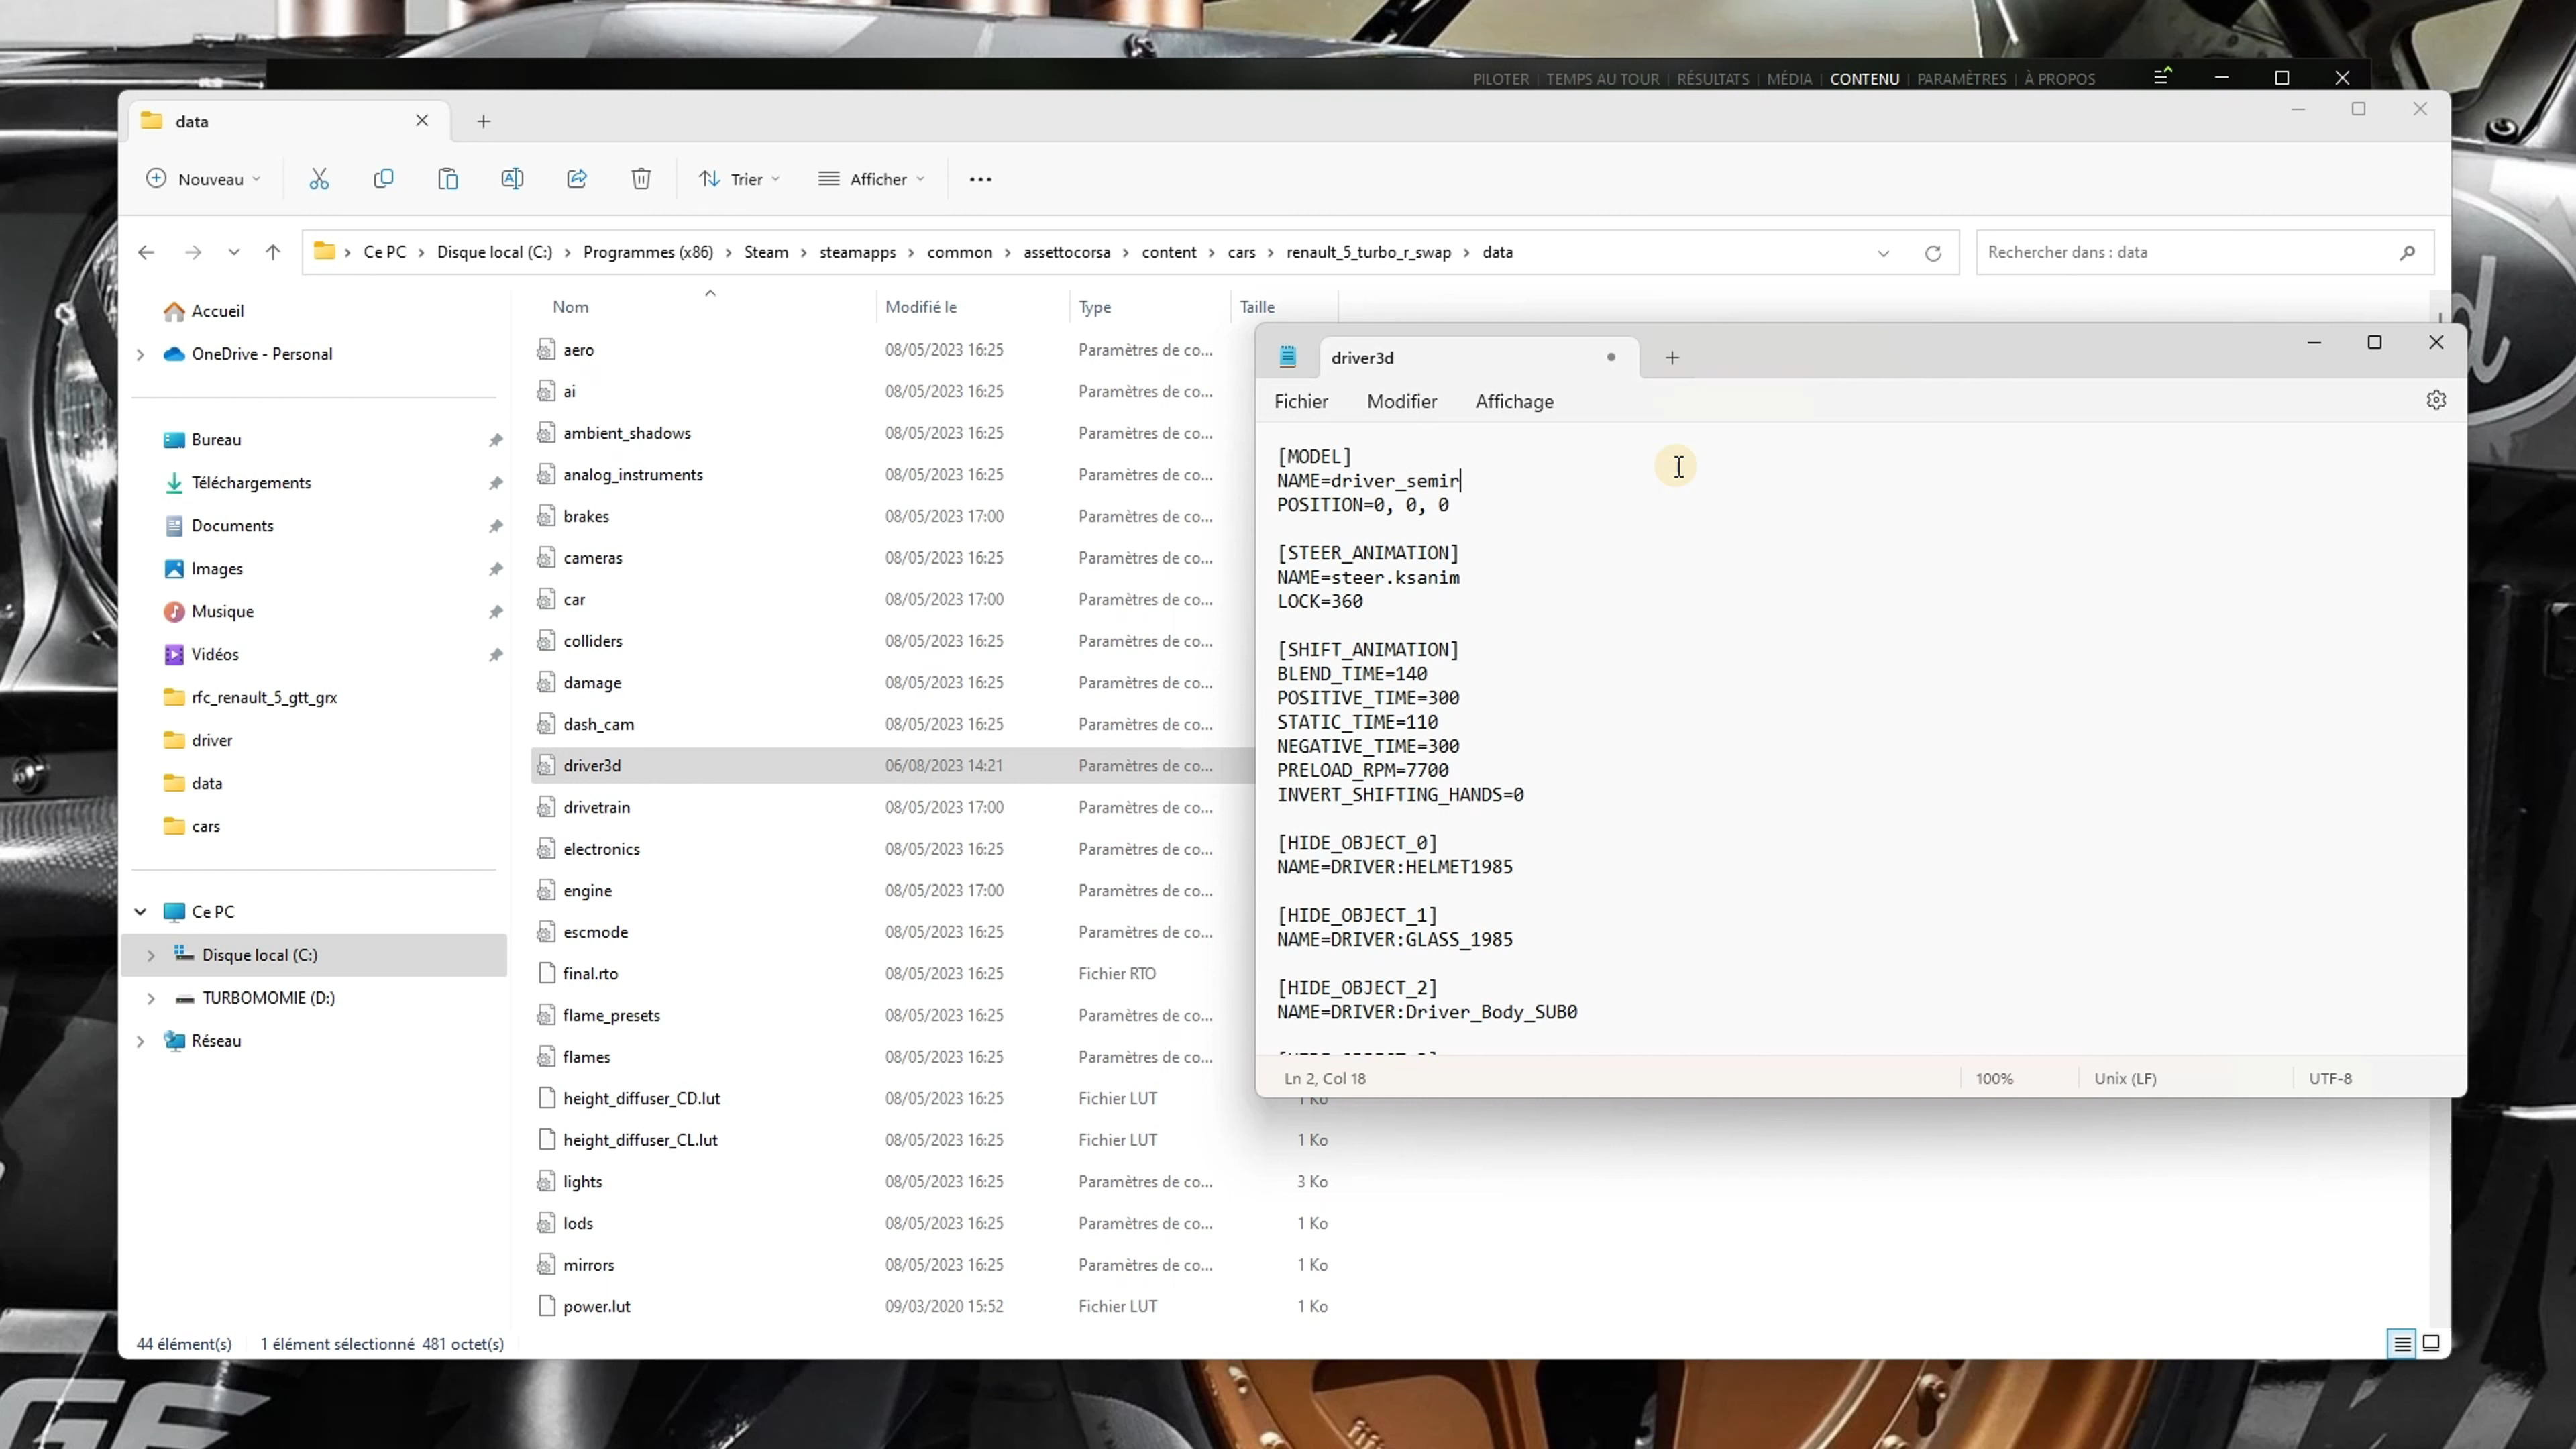 PILOTER | TEMPS AU TOUR | RÉSULTATS | MÉDIA | CONTENU | PARAMÈTRES | À PROPOS
data
Nouveau
Trier
Afficher
Ce PC > Disque local (C:) > Programmes (x86) > Steam > steamapps > common > assettocorsa > content > cars > renault_5_turbo_r_swap > data
Rechercher dans : data
Accueil
OneDrive - Personal
Bureau
Téléchargements
Documents
Images
Musique
Vidéos
rfc_renault_5_gtt_grx
driver
data
cars
Ce PC
Disque local (C:)
TURBOMOMIE (D:)
Réseau
Nom Modifié le Type Taille
aero 08/05/2023 16:25 Paramètres de co...
ai 08/05/2023 16:25 Paramètres de co...
ambient_shadows 08/05/2023 16:25 Paramètres de co...
analog_instruments 08/05/2023 16:25 Paramètres de co...
brakes 08/05/2023 17:00 Paramètres de co...
cameras 08/05/2023 16:25 Paramètres de co...
car 08/05/2023 17:00 Paramètres de co...
colliders 08/05/2023 16:25 Paramètres de co...
damage 08/05/2023 16:25 Paramètres de co...
dash_cam 08/05/2023 16:25 Paramètres de co...
driver3d 06/08/2023 14:21 Paramètres de co...
drivetrain 08/05/2023 17:00 Paramètres de co...
electronics 08/05/2023 16:25 Paramètres de co...
engine 08/05/2023 17:00 Paramètres de co...
escmode 08/05/2023 16:25 Paramètres de co...
final.rto 08/05/2023 16:25 Fichier RTO
flame_presets 08/05/2023 16:25 Paramètres de co...
flames 08/05/2023 16:25 Paramètres de co...
height_diffuser_CD.lut 08/05/2023 16:25 Fichier LUT 1 Ko
height_diffuser_CL.lut 08/05/2023 16:25 Fichier LUT 1 Ko
lights 08/05/2023 16:25 Paramètres de co... 3 Ko
lods 08/05/2023 16:25 Paramètres de co... 1 Ko
mirrors 08/05/2023 16:25 Paramètres de co... 1 Ko
power.lut 09/03/2020 15:52 Fichier LUT 1 Ko
44 élément(s) 1 élément sélectionné 481 octet(s)
driver3d
Fichier Modifier Affichage
[MODEL]
NAME=driver_semir
POSITION=0, 0, 0
[STEER_ANIMATION]
NAME=steer.ksanim
LOCK=360
[SHIFT_ANIMATION]
BLEND_TIME=140
POSITIVE_TIME=300
STATIC_TIME=110
NEGATIVE_TIME=300
PRELOAD_RPM=7700
INVERT_SHIFTING_HANDS=0
[HIDE_OBJECT_0]
NAME=DRIVER:HELMET1985
[HIDE_OBJECT_1]
NAME=DRIVER:GLASS_1985
[HIDE_OBJECT_2]
NAME=DRIVER:Driver_Body_SUB0
Ln 2, Col 18 100% Unix (LF) UTF-8